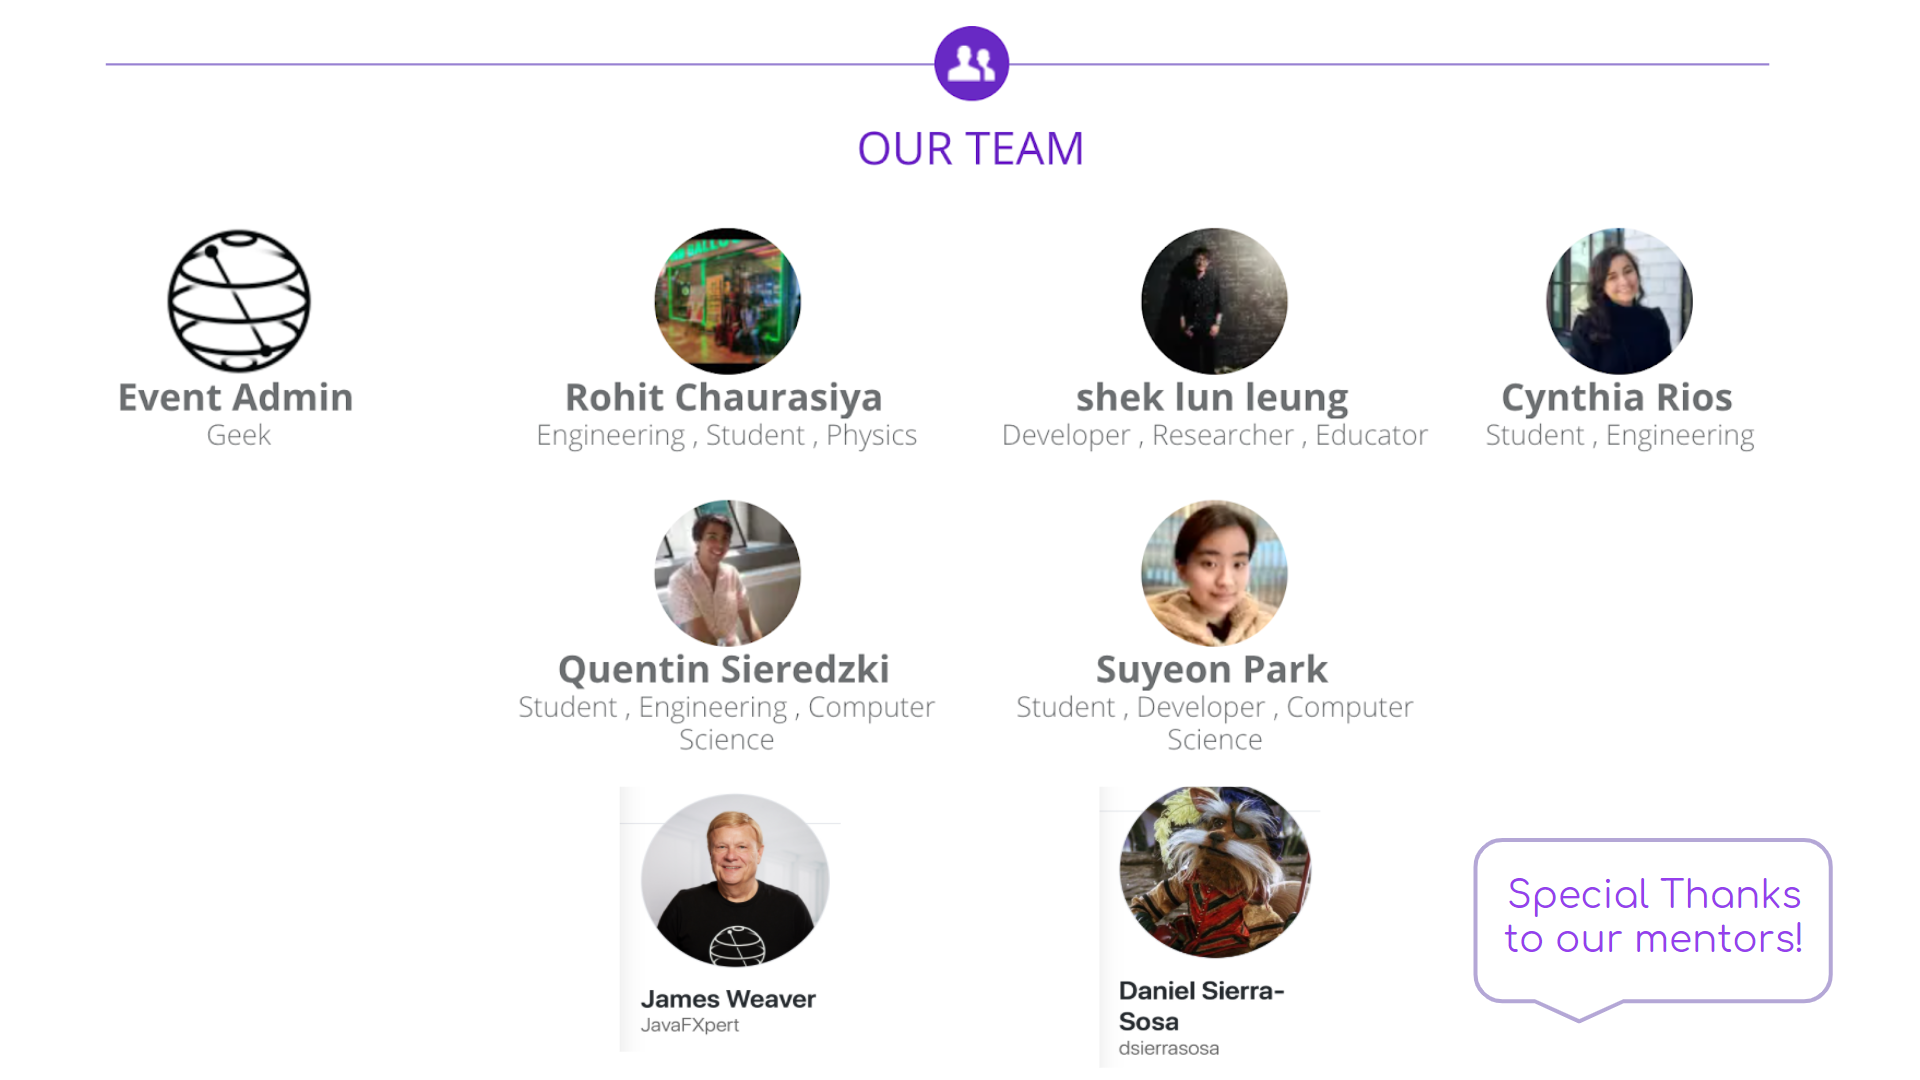 OUR TEAM
Event Admin
Geek
Rohit Chaurasiya
Engineering , Student , Physics
shek lun leung
Developer , Researcher , Educator
Cynthia Rios
Student , Engineering
Quentin Sieredzki
Student , Engineering , Computer
Science
Suyeon Park
Student , Developer , Computer
Science
James Weaver
JavaFXpert
Daniel Sierra-
Sosa
dsierrasosa
Special Thanks
to our mentors!